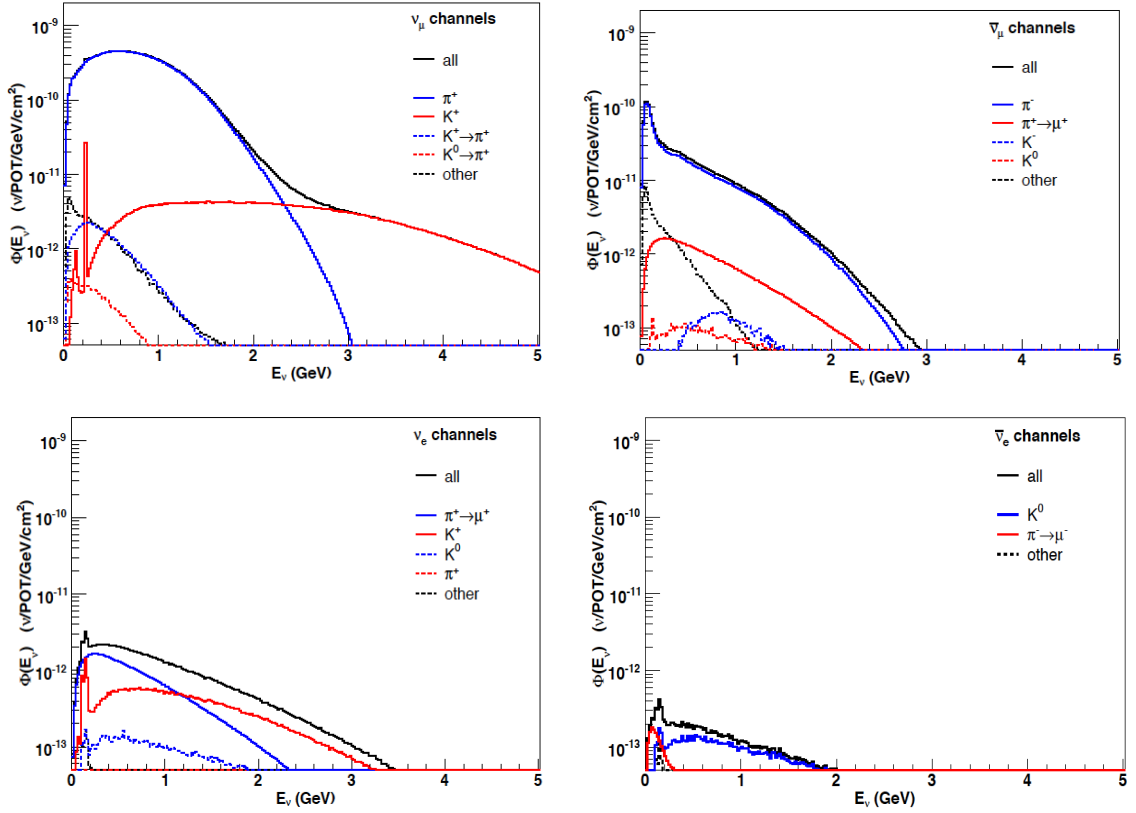 ν_μ channels
all
π⁺
K⁺
K⁺→π⁺
K⁰→π⁺
other
Φ(E_ν) (ν/POT/GeV/cm²)
10⁻⁹
10⁻¹⁰
10⁻¹¹
10⁻¹²
10⁻¹³
0 1 2 3 4 5
E_ν (GeV)
ν̄_μ channels
all
π⁻
π⁺→μ⁺
K⁻
K⁰
other
Φ(E_ν) (ν/POT/GeV/cm²)
10⁻⁹
10⁻¹⁰
10⁻¹¹
10⁻¹²
10⁻¹³
0 1 2 3 4 5
E_ν (GeV)
ν_e channels
all
π⁺→μ⁺
K⁺
K⁰
π⁺
other
Φ(E_ν) (ν/POT/GeV/cm²)
10⁻⁹
10⁻¹⁰
10⁻¹¹
10⁻¹²
10⁻¹³
0 1 2 3 4 5
E_ν (GeV)
ν̄_e channels
all
K⁰
π⁻→μ⁻
other
Φ(E_ν) (ν/POT/GeV/cm²)
10⁻⁹
10⁻¹⁰
10⁻¹¹
10⁻¹²
10⁻¹³
0 1 2 3 4 5
E_ν (GeV)